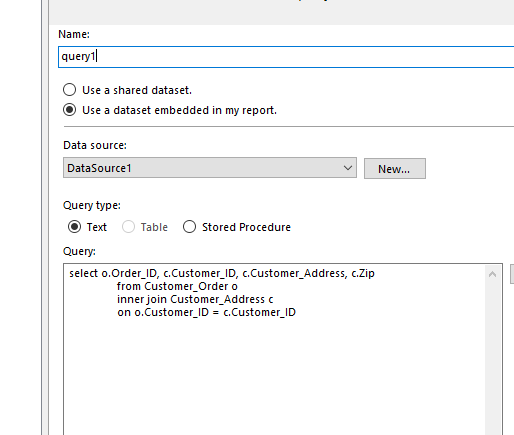 Name:
query1
Use a shared dataset.
Use a dataset embedded in my report.
Data source:
DataSource1
New...
Query type:
Text
Table
Stored Procedure
Query:
select o.Order_ID, c.Customer_ID, c.Customer_Address, c.Zip
from Customer_Order o
inner join Customer_Address c
on o.Customer_ID = c.Customer_ID